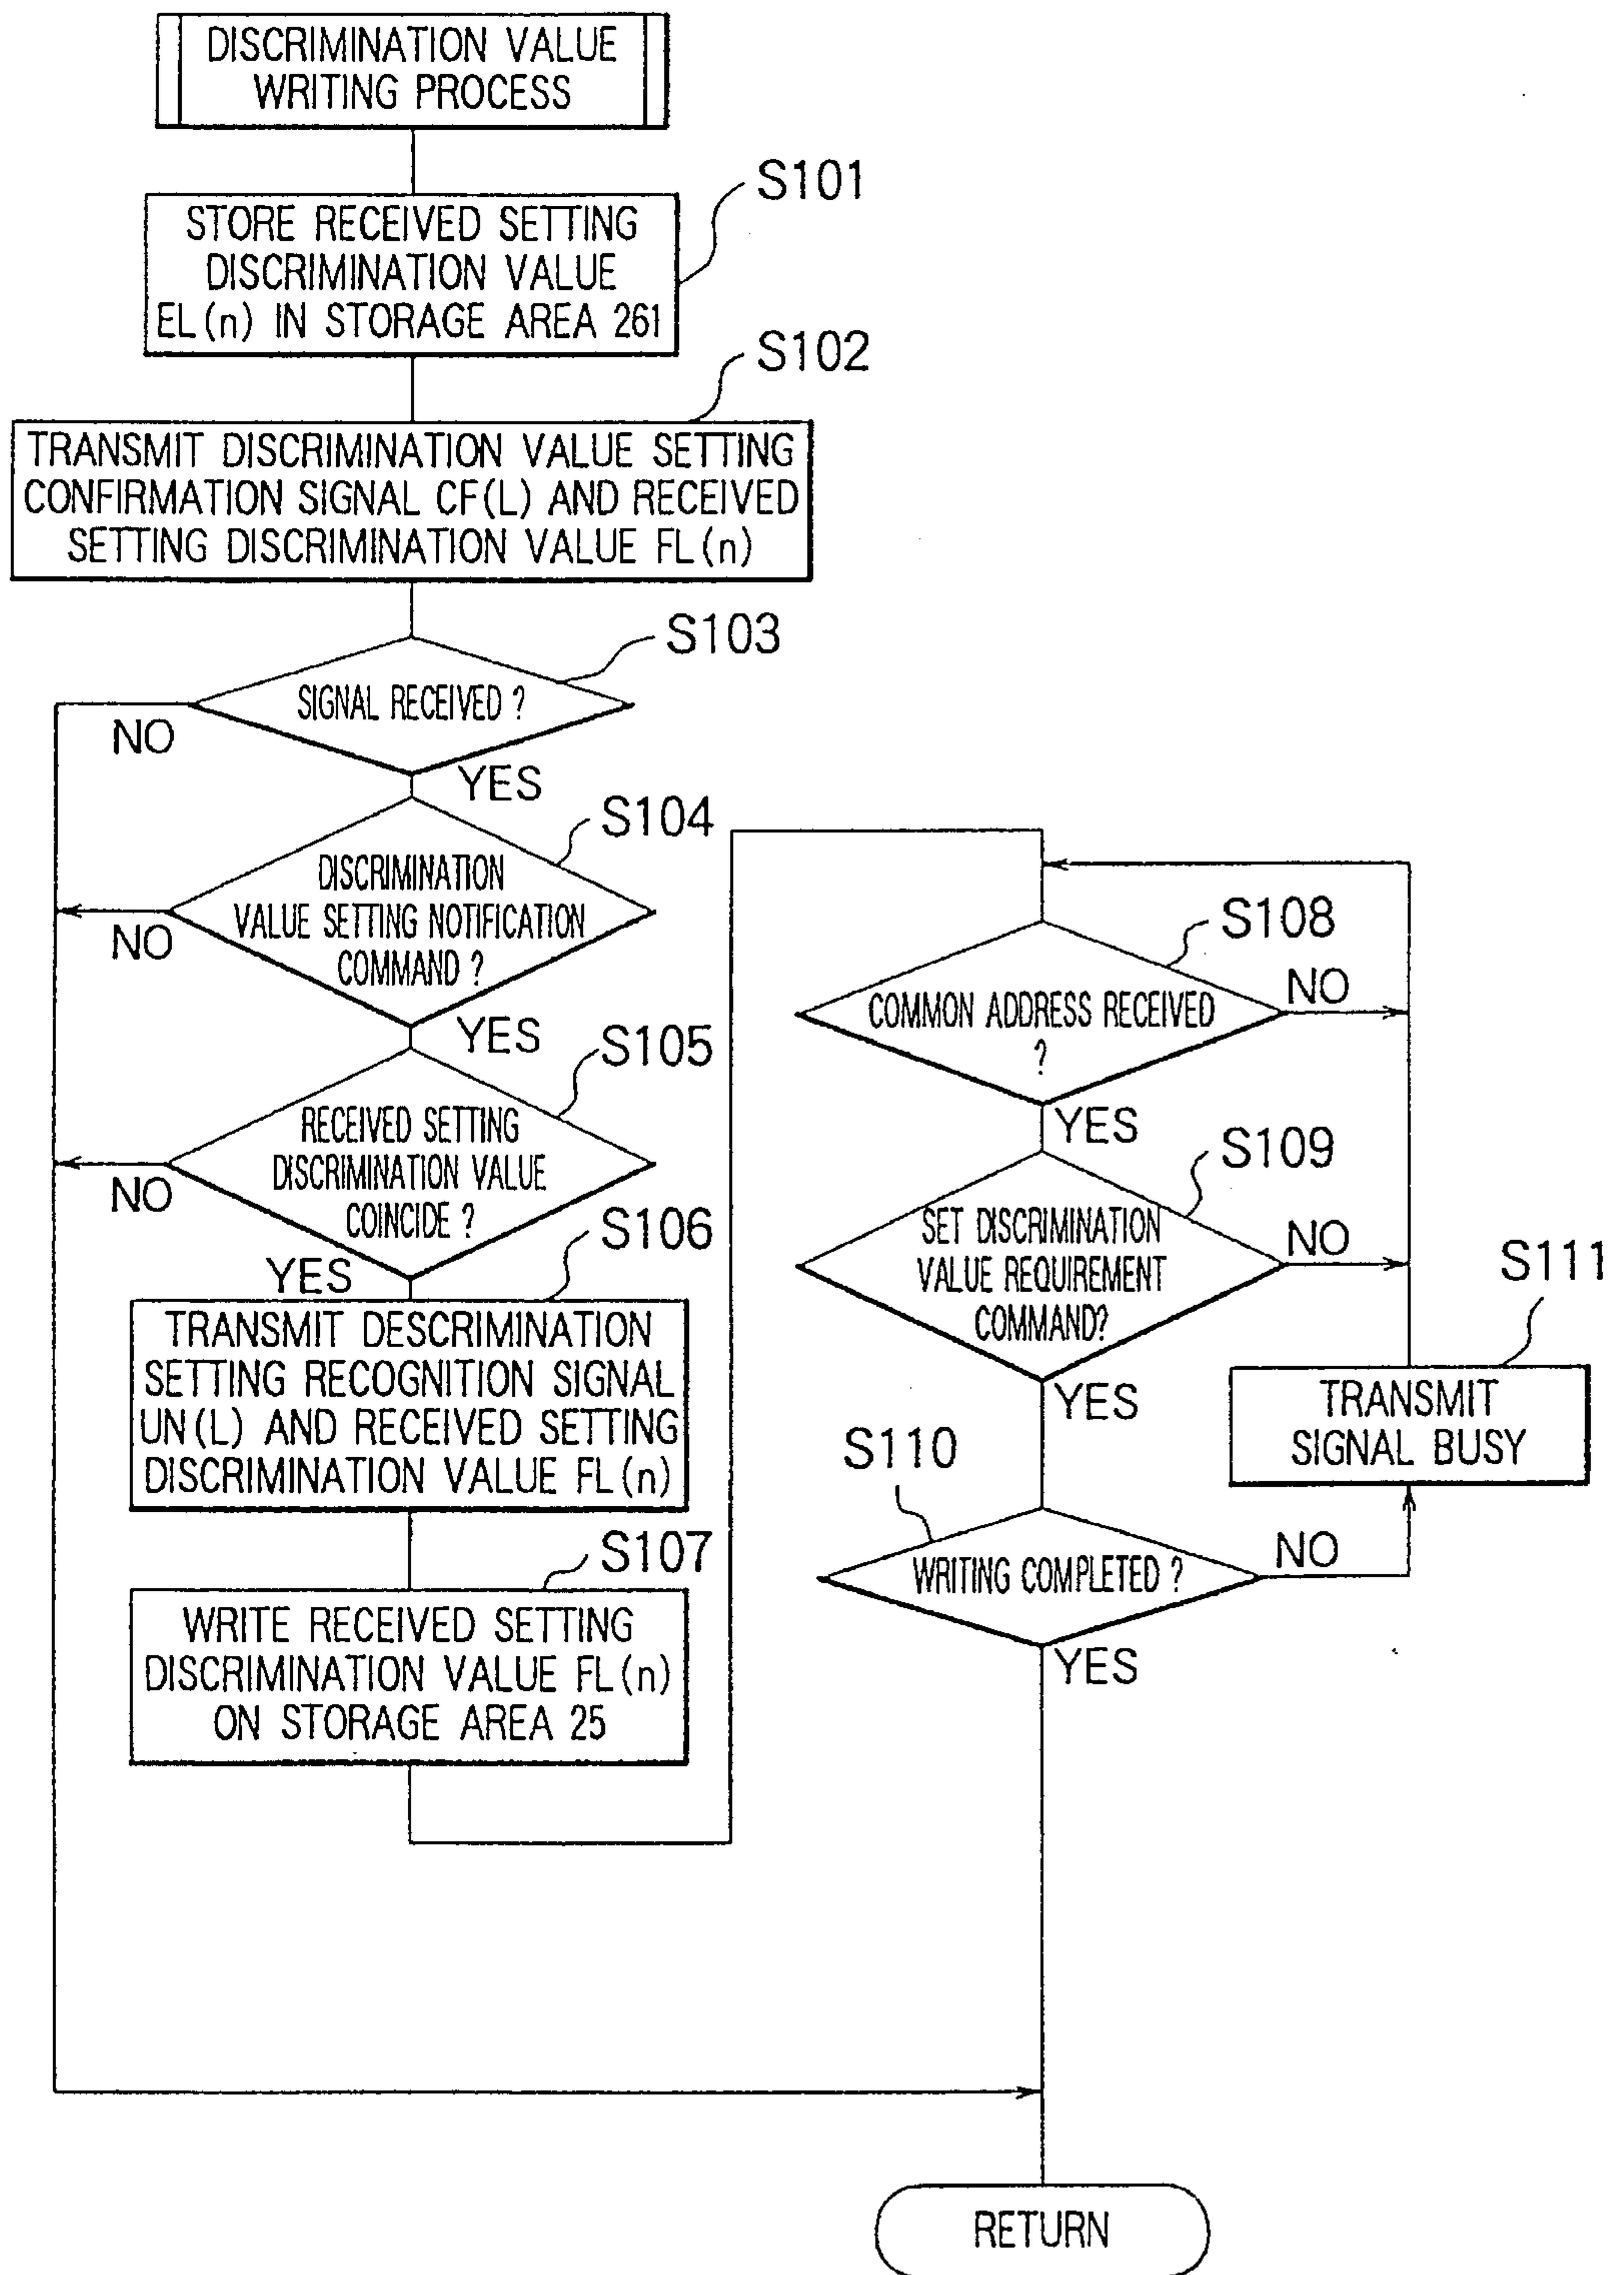 DISCRIMINATION VALUE
WRITING PROCESS
S101
STORE RECEIVED SETTING
DISCRIMINATION VALUE
EL(n) IN STORAGE AREA 261
S102
TRANSMIT DISCRIMINATION VALUE SETTING
CONFIRMATION SIGNAL CF(L) AND RECEIVED
SETTING DISCRIMINATION VALUE FL(n)
S103
SIGNAL RECEIVED ?
NO
YES
S104
DISCRIMINATION
VALUE SETTING NOTIFICATION
COMMAND ?
NO
YES
S105
RECEIVED SETTING
DISCRIMINATION VALUE
COINCIDE ?
NO
YES
S106
TRANSMIT DESCRIMINATION
SETTING RECOGNITION SIGNAL
UN(L) AND RECEIVED SETTING
DISCRIMINATION VALUE FL(n)
S107
WRITE RECEIVED SETTING
DISCRIMINATION VALUE FL(n)
ON STORAGE AREA 25
S108
COMMON ADDRESS RECEIVED
?
NO
YES
S109
SET DISCRIMINATION
VALUE REQUIREMENT
COMMAND?
NO
YES
S110
WRITING COMPLETED ?
NO
YES
S111
TRANSMIT
SIGNAL BUSY
RETURN